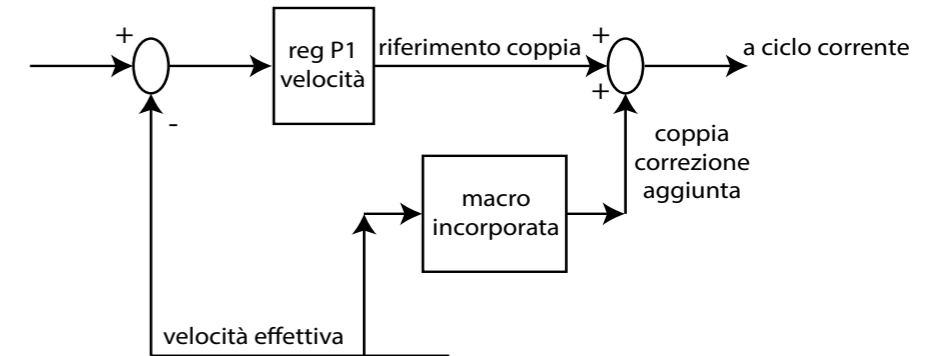 +
reg P1
velocità
riferimento coppia
+
a ciclo corrente
+
-
coppia
correzione
aggiunta
macro
incorporata
velocità effettiva